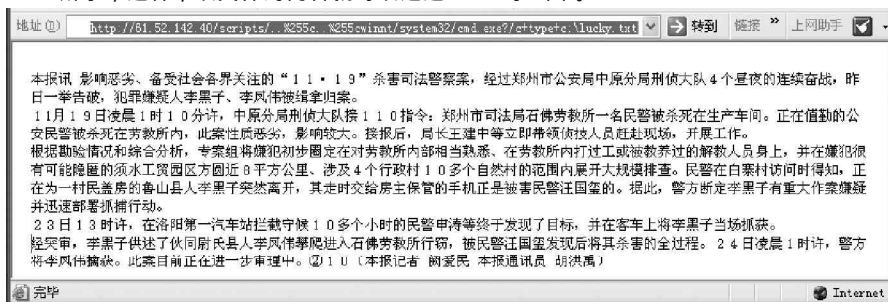 地址(D) http://61.52.142.40/scripts/..%255c..%255cwinnt/system32/cmd.exe?/c+type+c:\lucky.txt 转到 链接 » 上网助手
本报讯 影响恶劣、备受社会各界关注的“11·19”杀害司法警察案，经过郑州市公安局中原分局刑侦大队4个昼夜的连续奋战，昨
日一举告破，犯罪嫌疑人李黑子、李凤伟被缉拿归案。
11月19日凌晨1时10分许，中原分局刑侦大队接110指令：郑州市司法局石佛劳教所一名民警被杀死在生产车间。正在值勤的公
安民警被杀死在劳教所内，此案性质恶劣，影响较大。接报后，局长王建中等立即带领侦技人员赶赴现场，开展工作。
根据勘验情况和综合分析，专案组将嫌犯初步圈定在对劳教所内部相当熟悉、在劳教所内打过工或被教养过的解教人员身上，并在嫌犯很
有可能隐匿的须水工贸园区方圆近8平方公里、涉及4个行政村10多个自然村的范围内展开大规模排查。民警在白寨村访问时得知，正
在为一村民盖房的鲁山县人李黑子突然离开，其走时交给房主保管的手机正是被害民警汪国玺的。据此，警方断定李黑子有重大作案嫌疑
并迅速部署抓捕行动。
23日13时许，在洛阳第一汽车站拦截守候10多个小时的民警申涛等终于发现了目标，并在客车上将李黑子当场抓获。
经突审，李黑子供述了伙同尉氏县人李凤伟攀爬进入石佛劳教所行窃，被民警汪国玺发现后将其杀害的全过程。24日凌晨1时许，警方
将李凤伟擒获。此案目前正在进一步审理中。②10（本报记者 阙爱民 本报通讯员 胡洪禹）
完毕 Internet